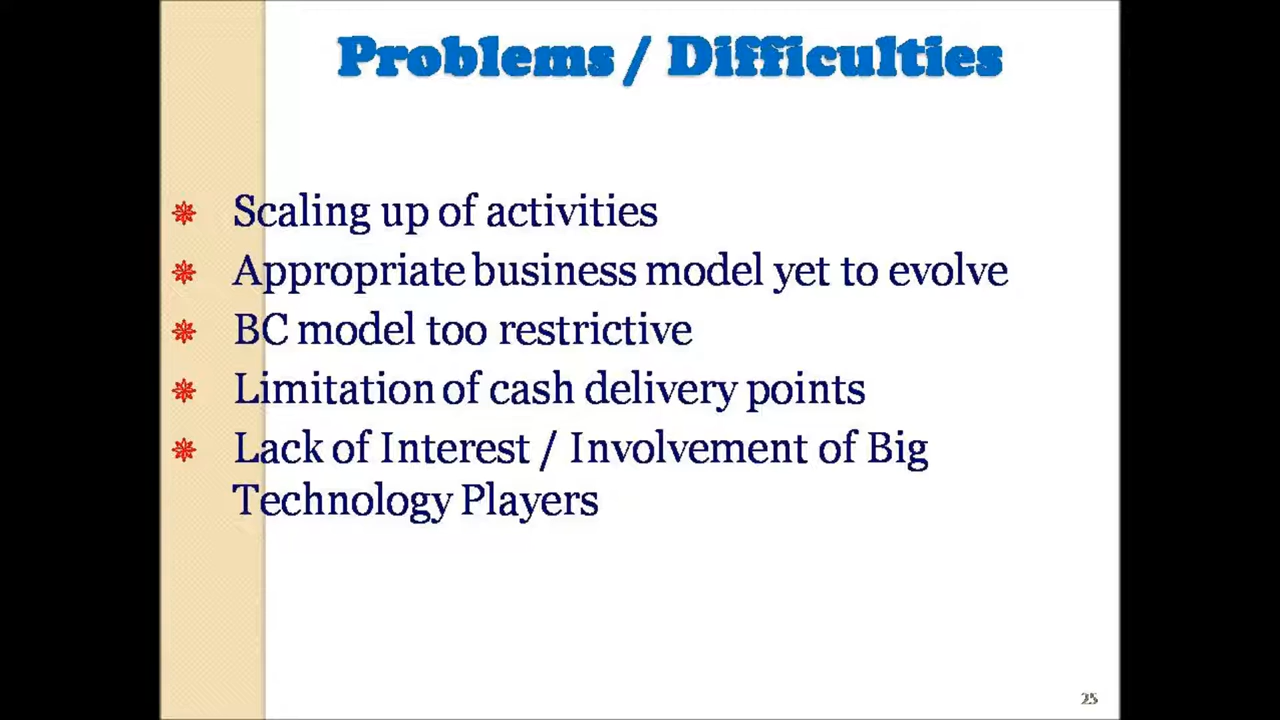 Problems / Difficulties
Scaling up of activities
Appropriate business model yet to evolve
BC model too restrictive
Limitation of cash delivery points
Lack of Interest / Involvement of Big
Technology Players
25